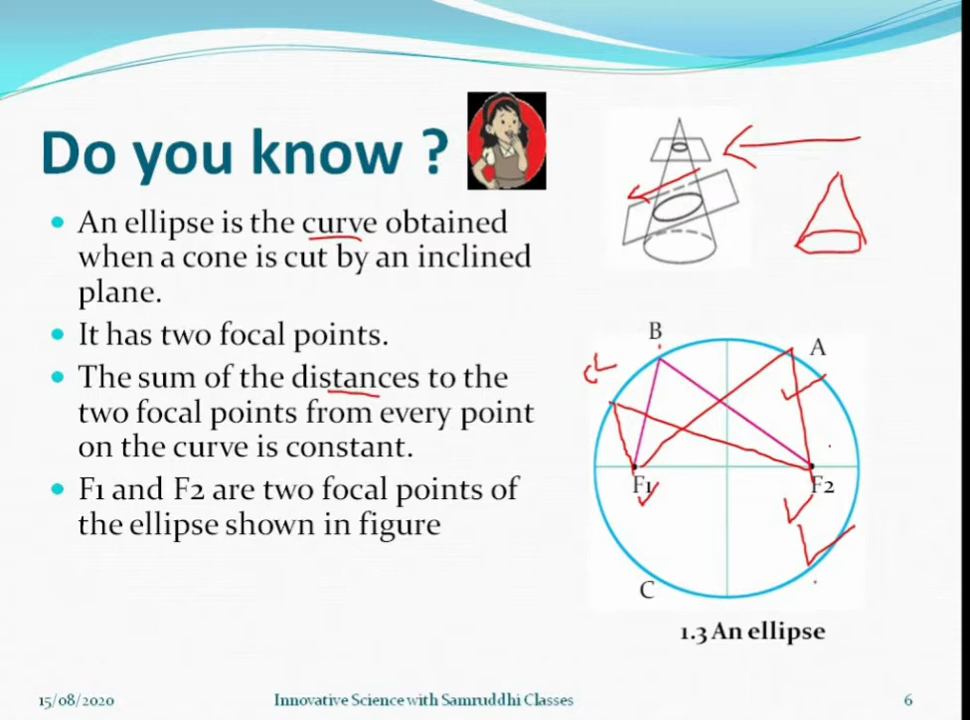 Do you know ?
An ellipse is the curve obtained
when a cone is cut by an inclined
plane.
It has two focal points.
The sum of the distances to the
two focal points from every point
on the curve is constant.
F1 and F2 are two focal points of
the ellipse shown in figure
B
A
F1
F2
C
1.3 An ellipse
15/08/2020
Innovative Science with Samruddhi Classes
6